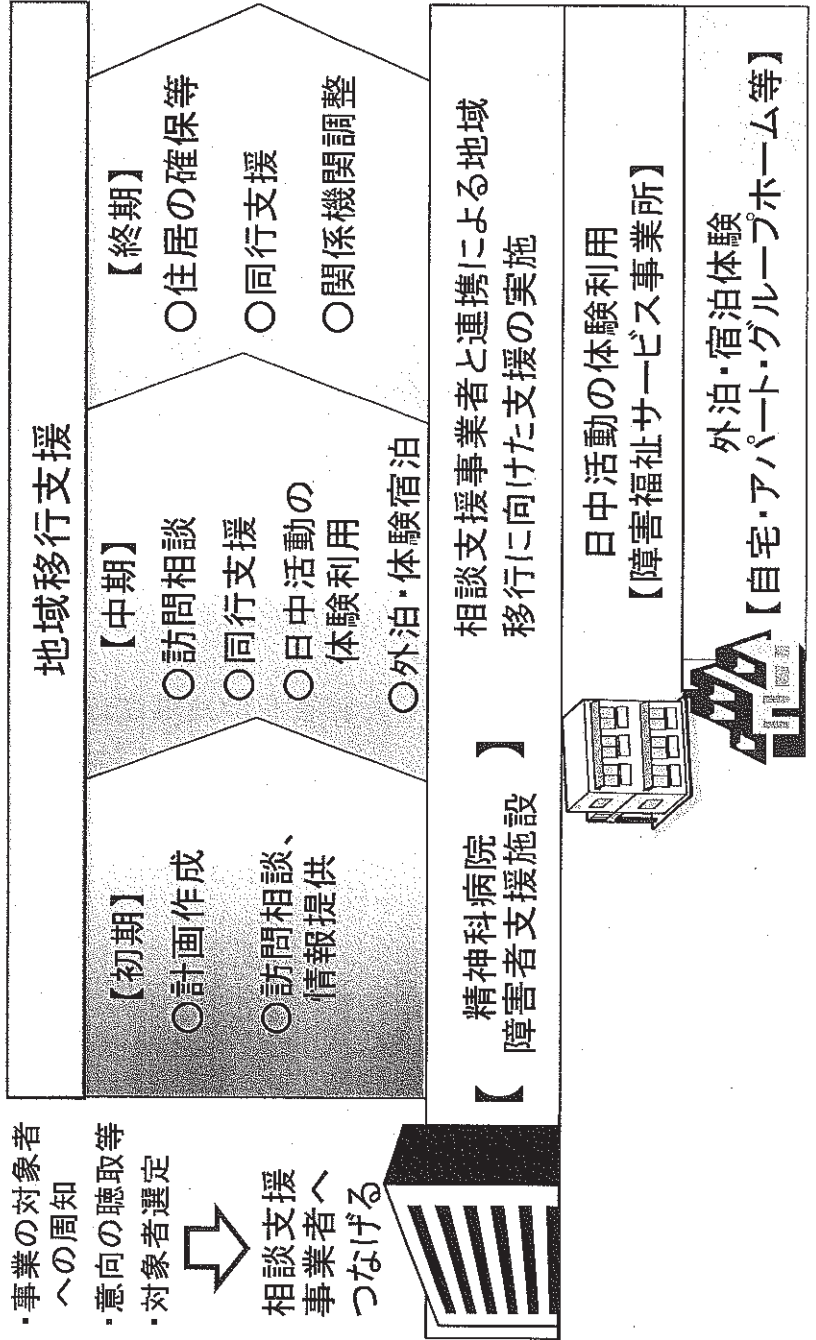 ・事業の対象者
への周知
・意向の聴取等
・対象者選定
相談支援
事業者へ
つなげる
地域移行支援
【初期】
○計画作成
○訪問相談、
情報提供
【中期】
○訪問相談
○同行支援
○日中活動の
体験利用
○外泊・体験宿泊
【終期】
○住居の確保等
○同行支援
○関係機関調整
【精神科病院
障害者支援施設】
相談支援事業者と連携による地域
移行に向けた支援の実施
日中活動の体験利用
【障害福祉サービス事業所】
外泊・宿泊体験
【自宅・アパート・グループホーム等】